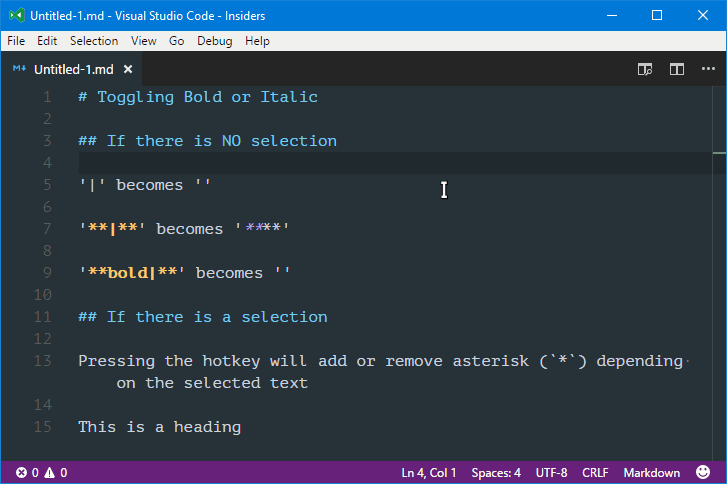 Untitled-1.md - Visual Studio Code - Insiders
File Edit Selection View Go Debug Help
M↓ Untitled-1.md ×
1 # Toggling Bold or Italic
2
3 ## If there is NO selection
4
5 '|' becomes ''
6
7 '**|**' becomes '****'
8
9 '**bold|**' becomes ''
10
11 ## If there is a selection
12
13 Pressing the hotkey will add or remove asterisk (`*`) depending·
on the selected text
14
15 This is a heading
0 0 Ln 4, Col 1 Spaces: 4 UTF-8 CRLF Markdown